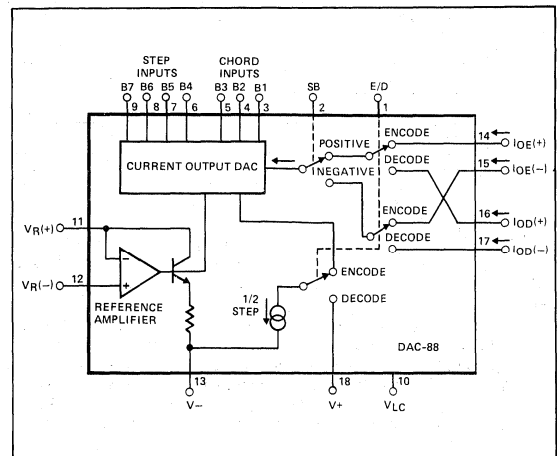 STEP INPUTS
CHORD INPUTS
B7 B6 B5 B4 B3 B2 B1 SB E/D
9 8 7 6 5 4 3 2 1
CURRENT OUTPUT DAC
POSITIVE
NEGATIVE
ENCODE
DECODE
14 IOE(+)
15 IOE(−)
ENCODE
DECODE
16 IOD(+)
17 IOD(−)
VR(+) 11
VR(−) 12
REFERENCE
AMPLIFIER
1/2
STEP
ENCODE
DECODE
DAC-88
13
V−
18
V+
10
VLC